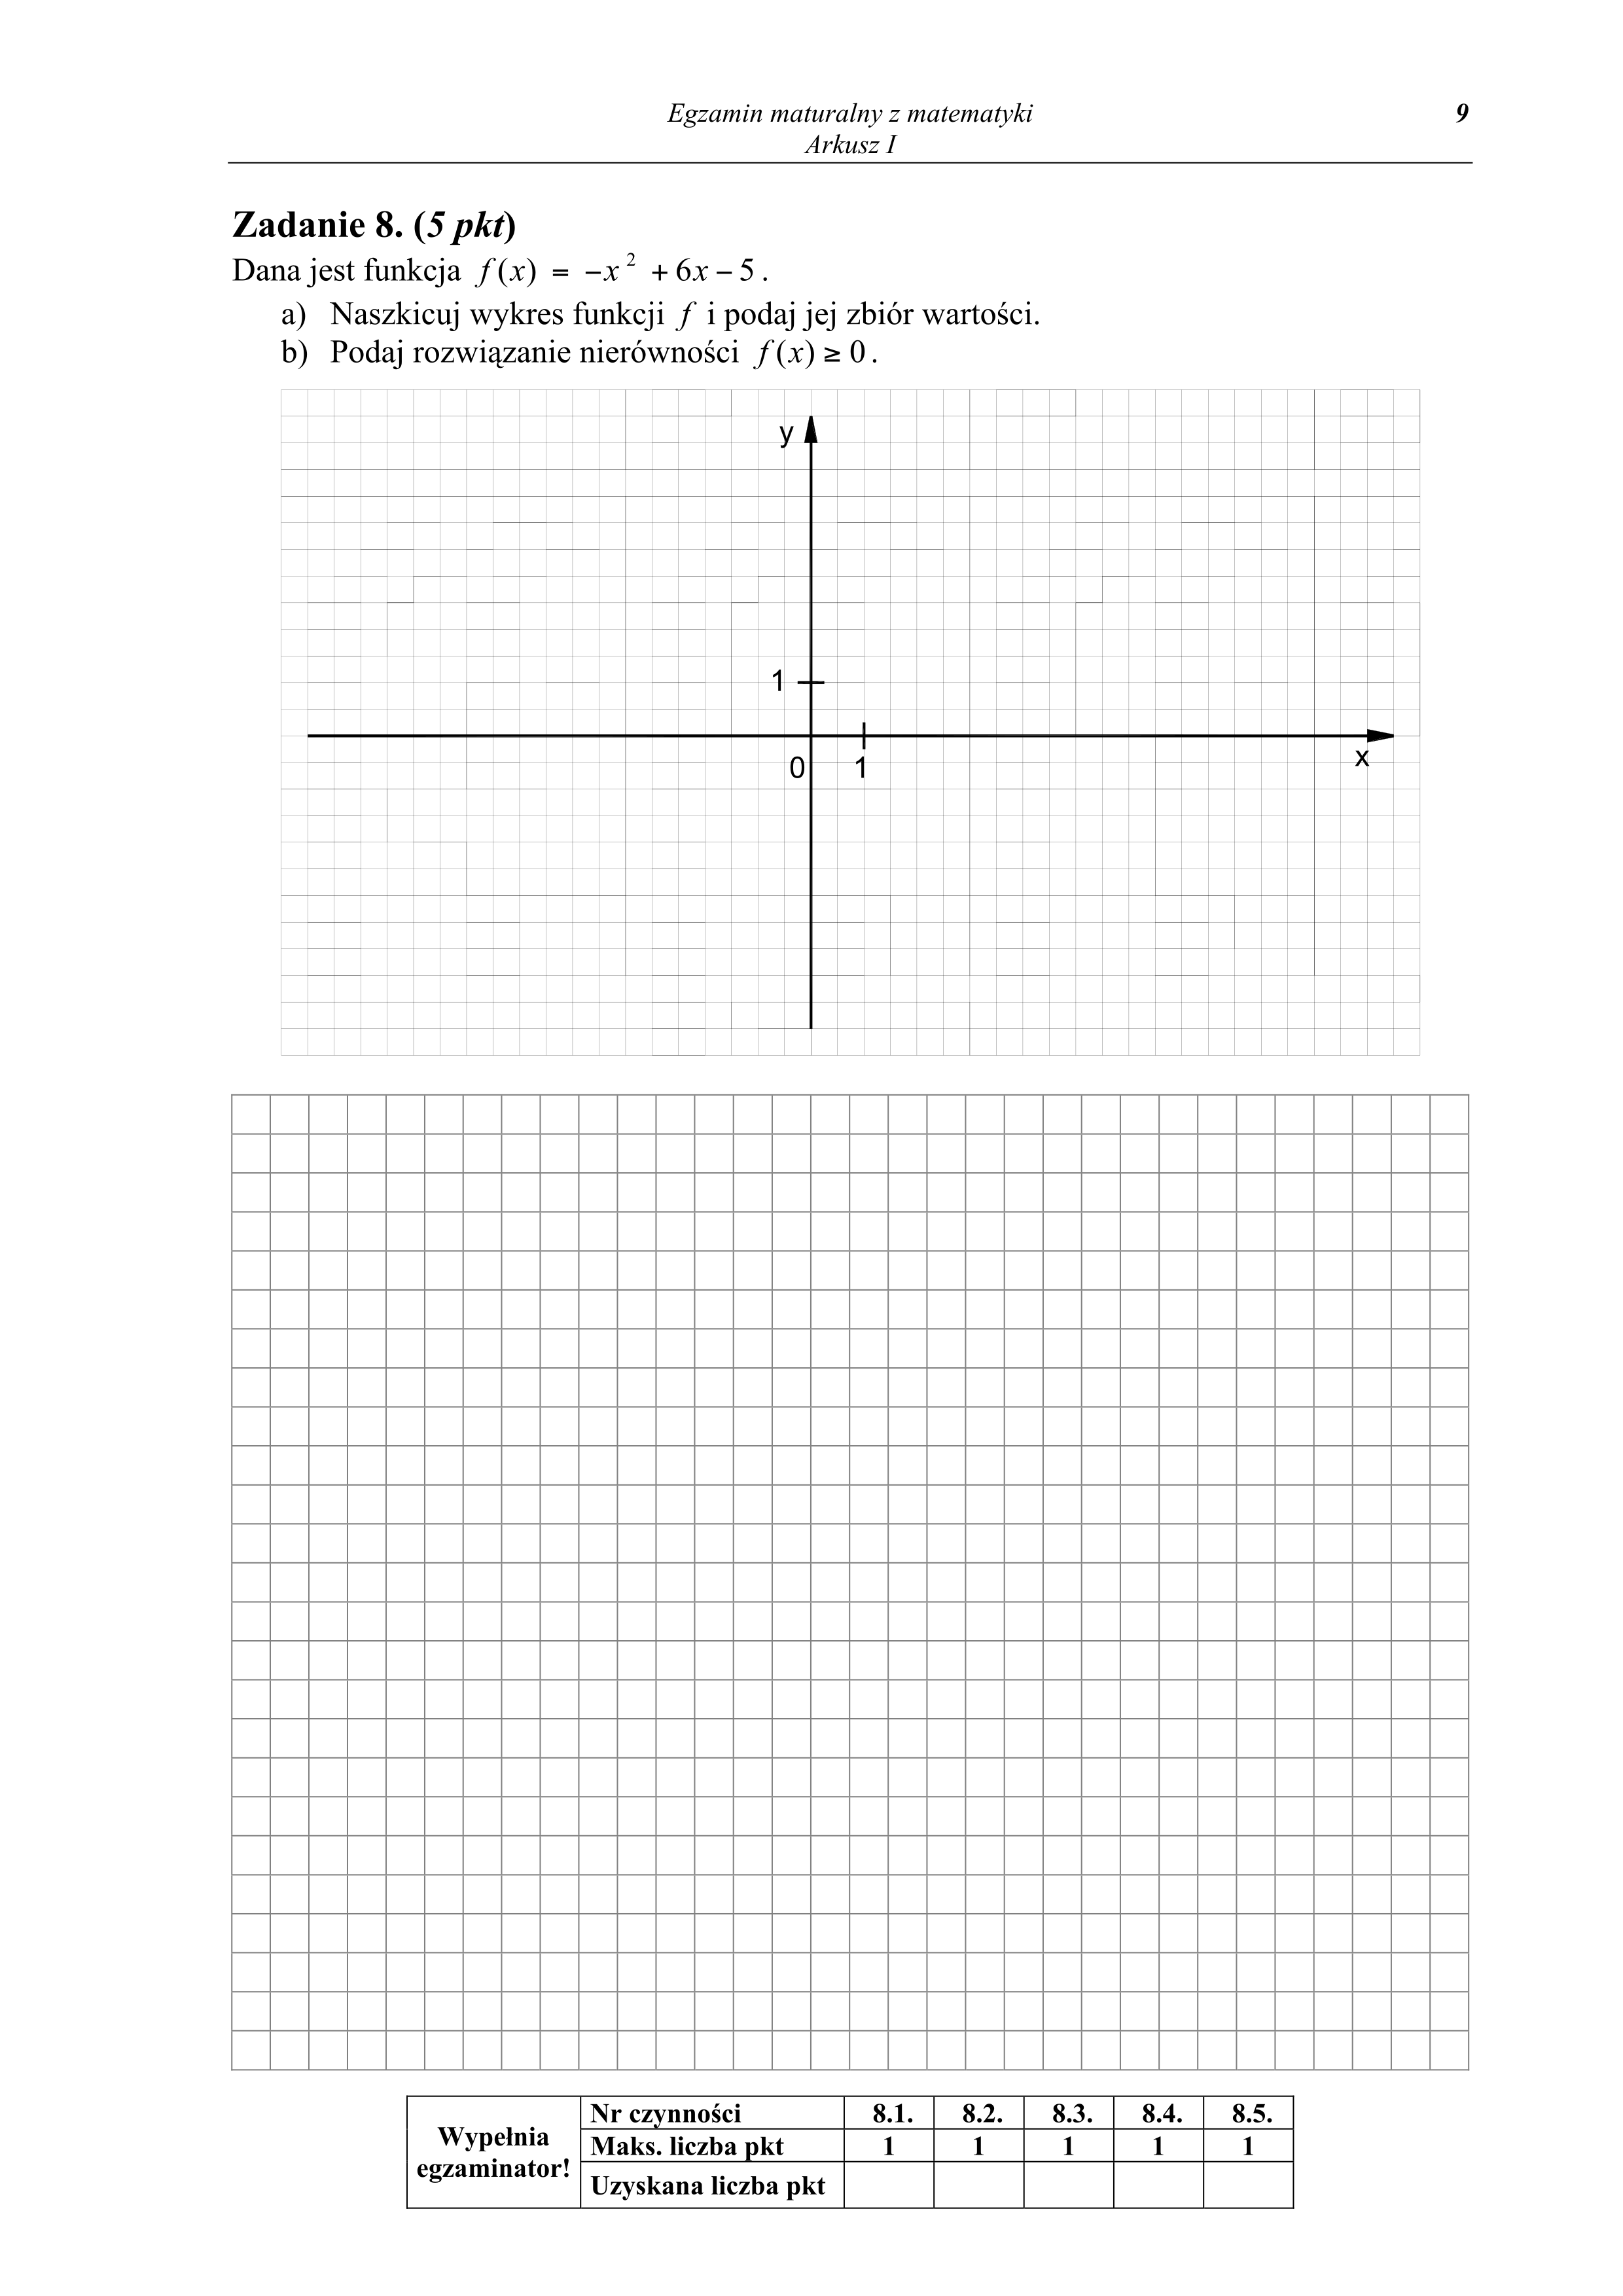 Egzamin maturalny z matematyki 9
Arkusz I
Zadanie 8. (5 pkt)
Dana jest funkcja f(x) = −x² + 6x − 5.
a) Naszkicuj wykres funkcji f i podaj jej zbiór wartości.
b) Podaj rozwiązanie nierówności f(x) ≥ 0.
y
1
0 1 x
Wypełnia egzaminator!
Nr czynności 8.1. 8.2. 8.3. 8.4. 8.5.
Maks. liczba pkt 1 1 1 1 1
Uzyskana liczba pkt